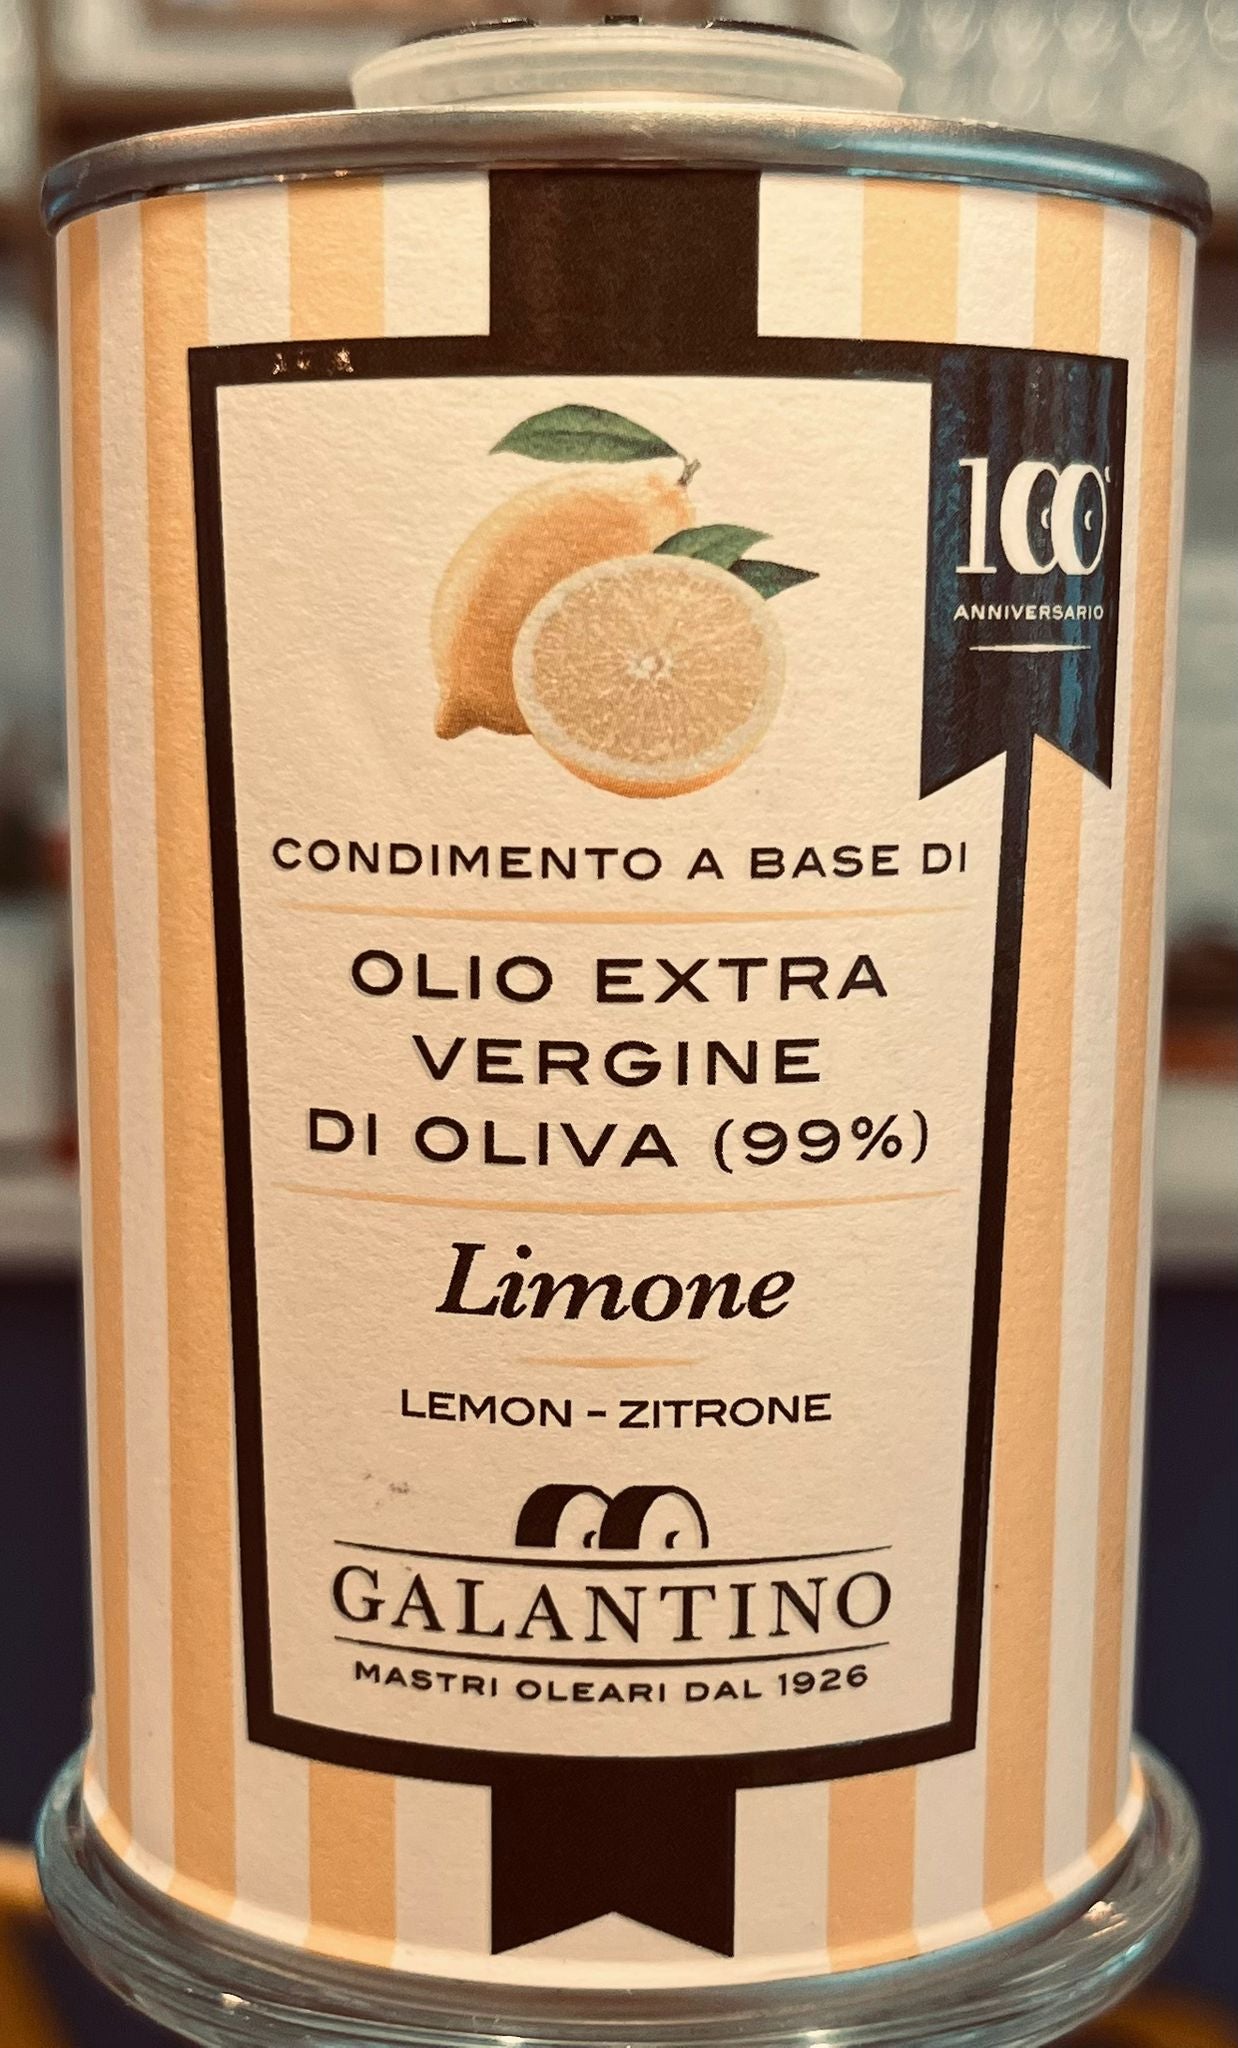 100°
ANNIVERSARIO
CONDIMENTO A BASE DI
OLIO EXTRA
VERGINE
DI OLIVA (99%)
Limone
LEMON - ZITRONE
GALANTINO
MASTRI OLEARI DAL 1926